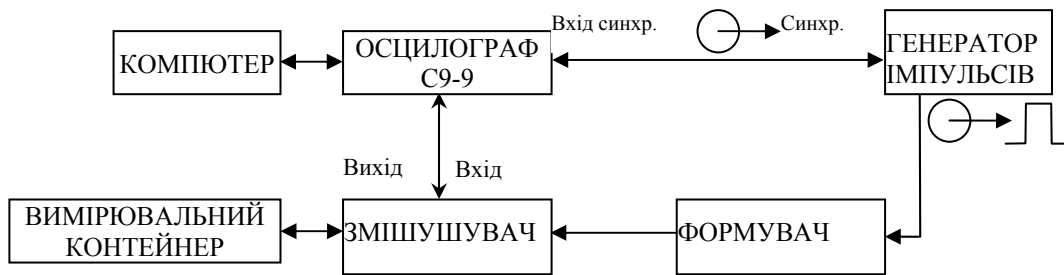 Вхід синхр.
Синхр.
КОМПЮТЕР
ОСЦИЛОГРАФ
С9-9
ГЕНЕРАТОР
ІМПУЛЬСІВ
Вихід
Вхід
ВИМІРЮВАЛЬНИЙ
КОНТЕЙНЕР
ЗМІШУШУВАЧ
ФОРМУВАЧ